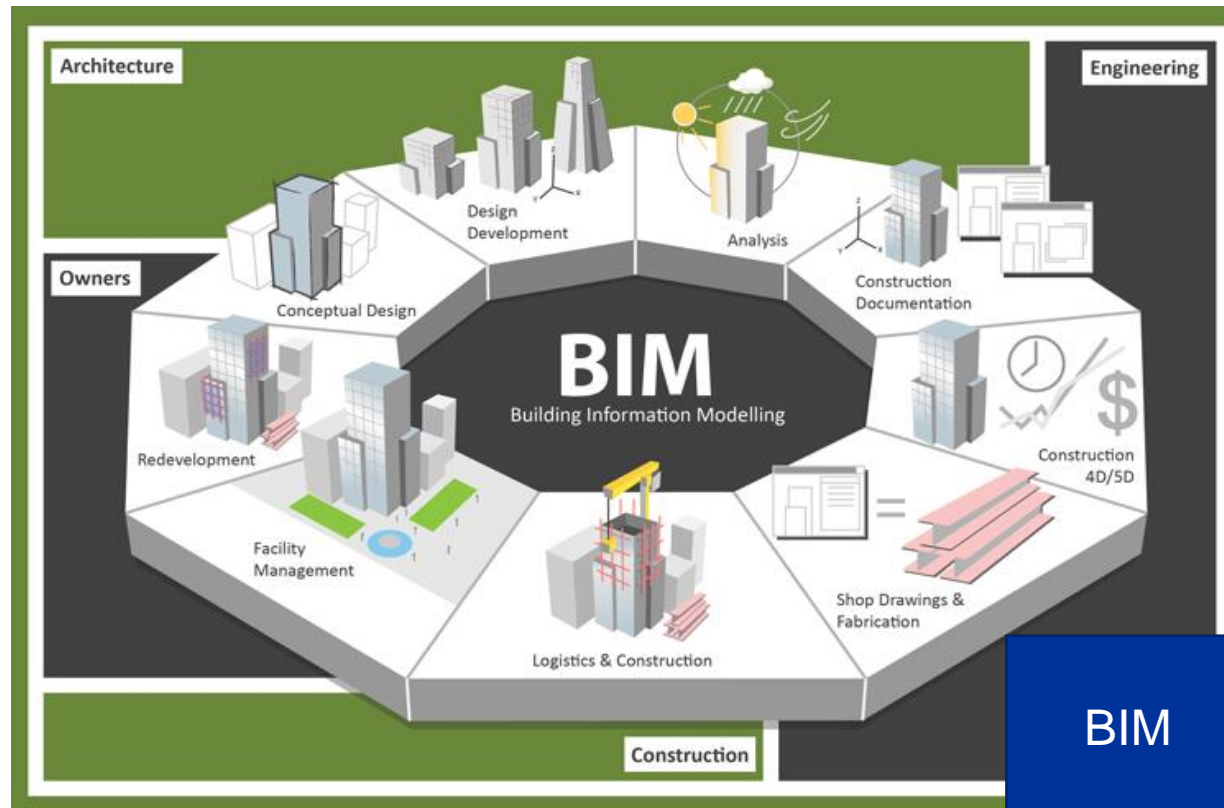 Architecture
Engineering
Design
Development
Analysis
Z
X
Y
Z
X
Y
Owners
Conceptual Design
Construction
Documentation
BIM
Building Information Modelling
Redevelopment
$
Construction
4D/5D
Facility
Management
=
Shop Drawings &
Fabrication
Logistics & Construction
BIM
Construction